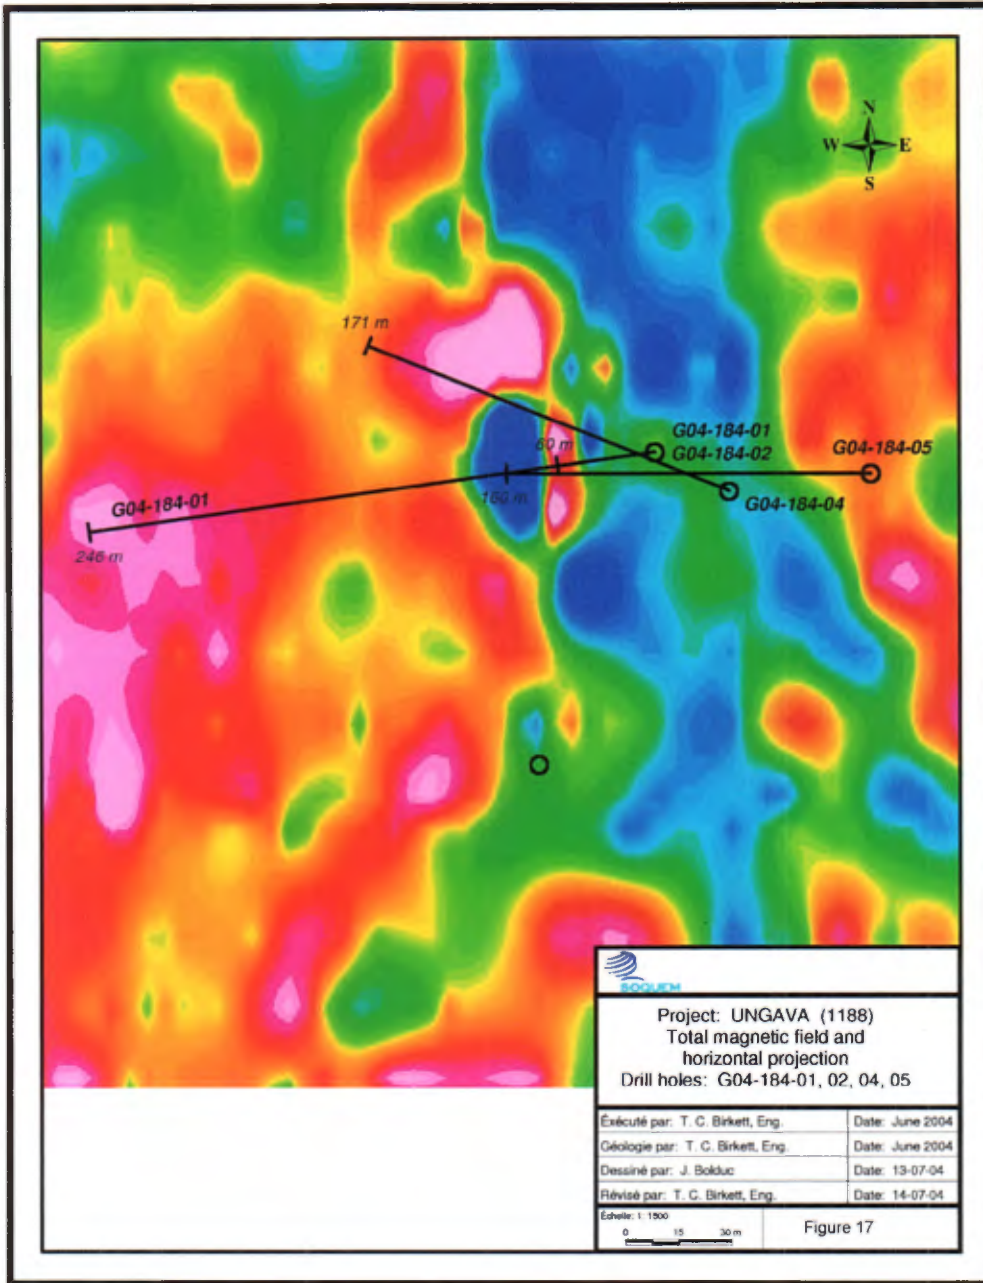 N
W E
S
171 m
G04-184-01
G04-184-02
G04-184-05
60 m
G04-184-04
160 m
G04-184-01
246 m
SOQUEM
Project: UNGAVA (1188)
Total magnetic field and
horizontal projection
Drill holes: G04-184-01, 02, 04, 05
Éxécuté par: T. C. Birkett, Eng. Date: June 2004
Géologie par: T. C. Birkett, Eng. Date: June 2004
Dessiné par: J. Bolduc Date: 13-07-04
Révisé par: T. C. Birkett, Eng. Date: 14-07-04
Échelle: 1: 1500
0 15 30 m
Figure 17